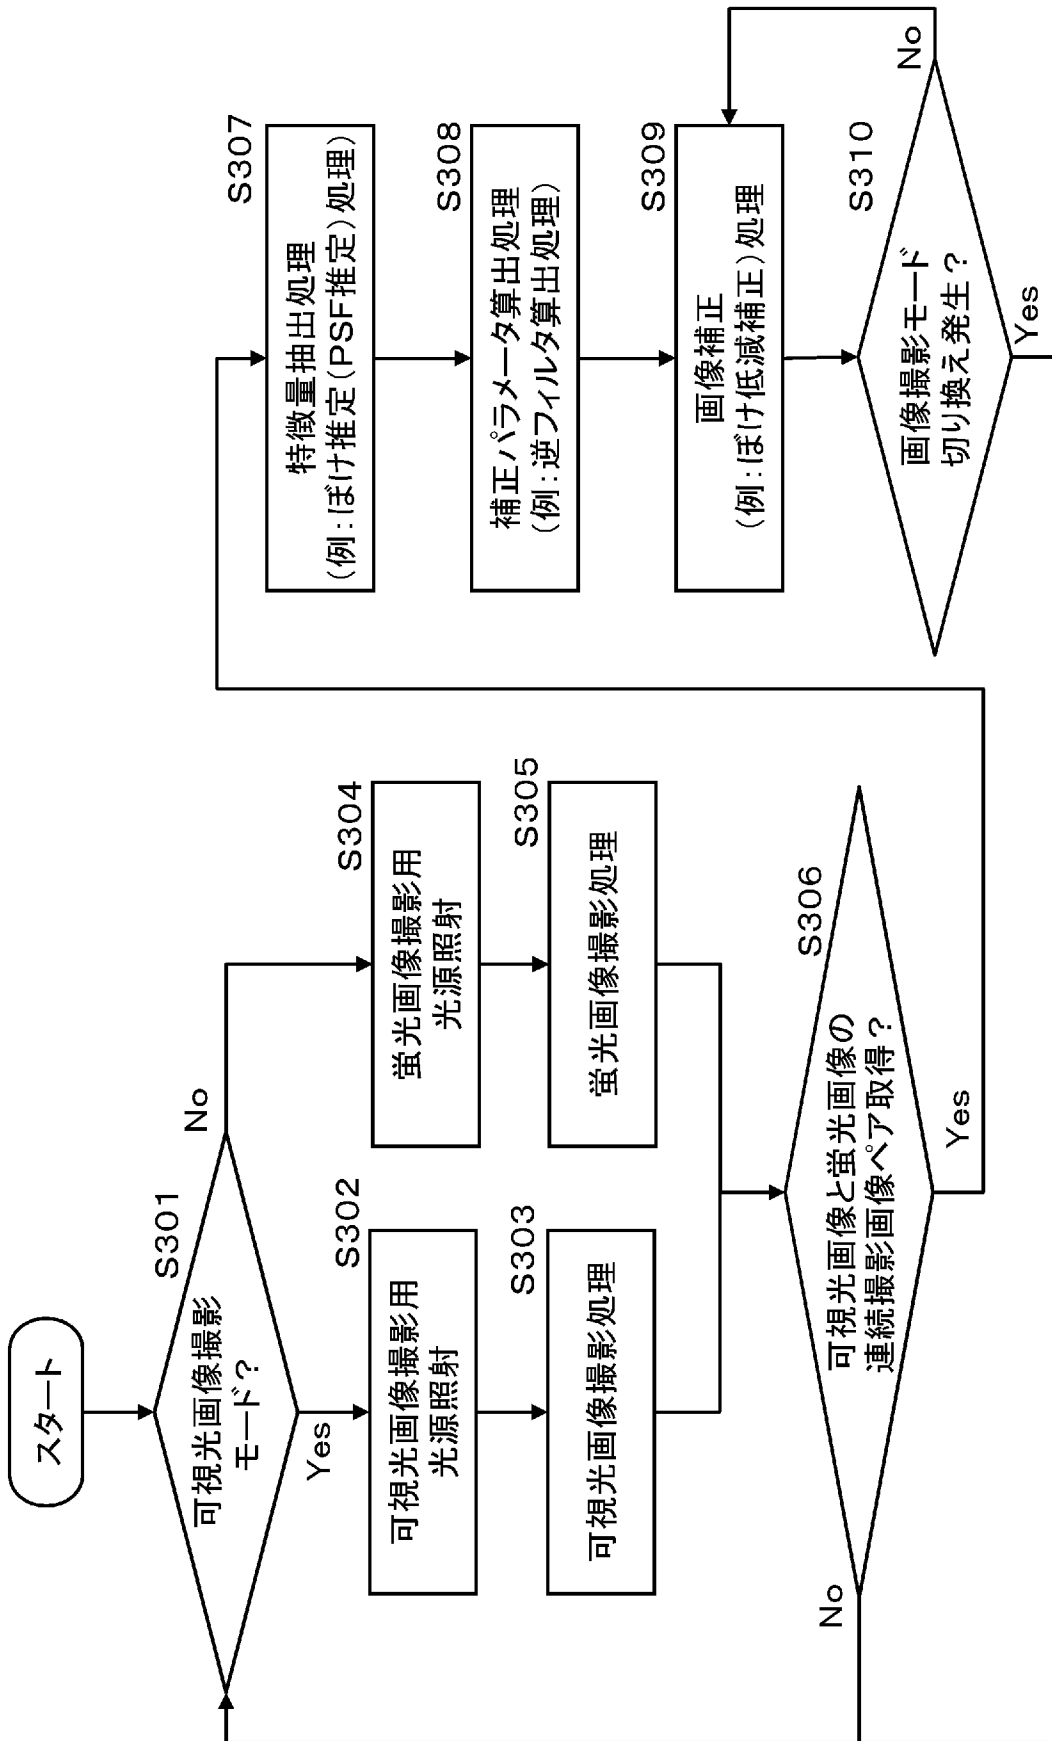 スタート
S301
可視光画像撮影
モード?
Yes
No
S302
可視光画像撮影用
光源照射
S303
可視光画像撮影処理
S304
蛍光画像撮影用
光源照射
S305
蛍光画像撮影処理
S306
可視光画像と蛍光画像の
連続撮影画像ペア取得?
No
Yes
S307
特徴量抽出処理
(例:ぼけ推定(PSF推定)処理)
S308
補正パラメータ算出処理
(例:逆フィルタ算出処理)
S309
画像補正
(例:ぼけ低減補正)処理
S310
画像撮影モード
切り換え発生?
No
Yes